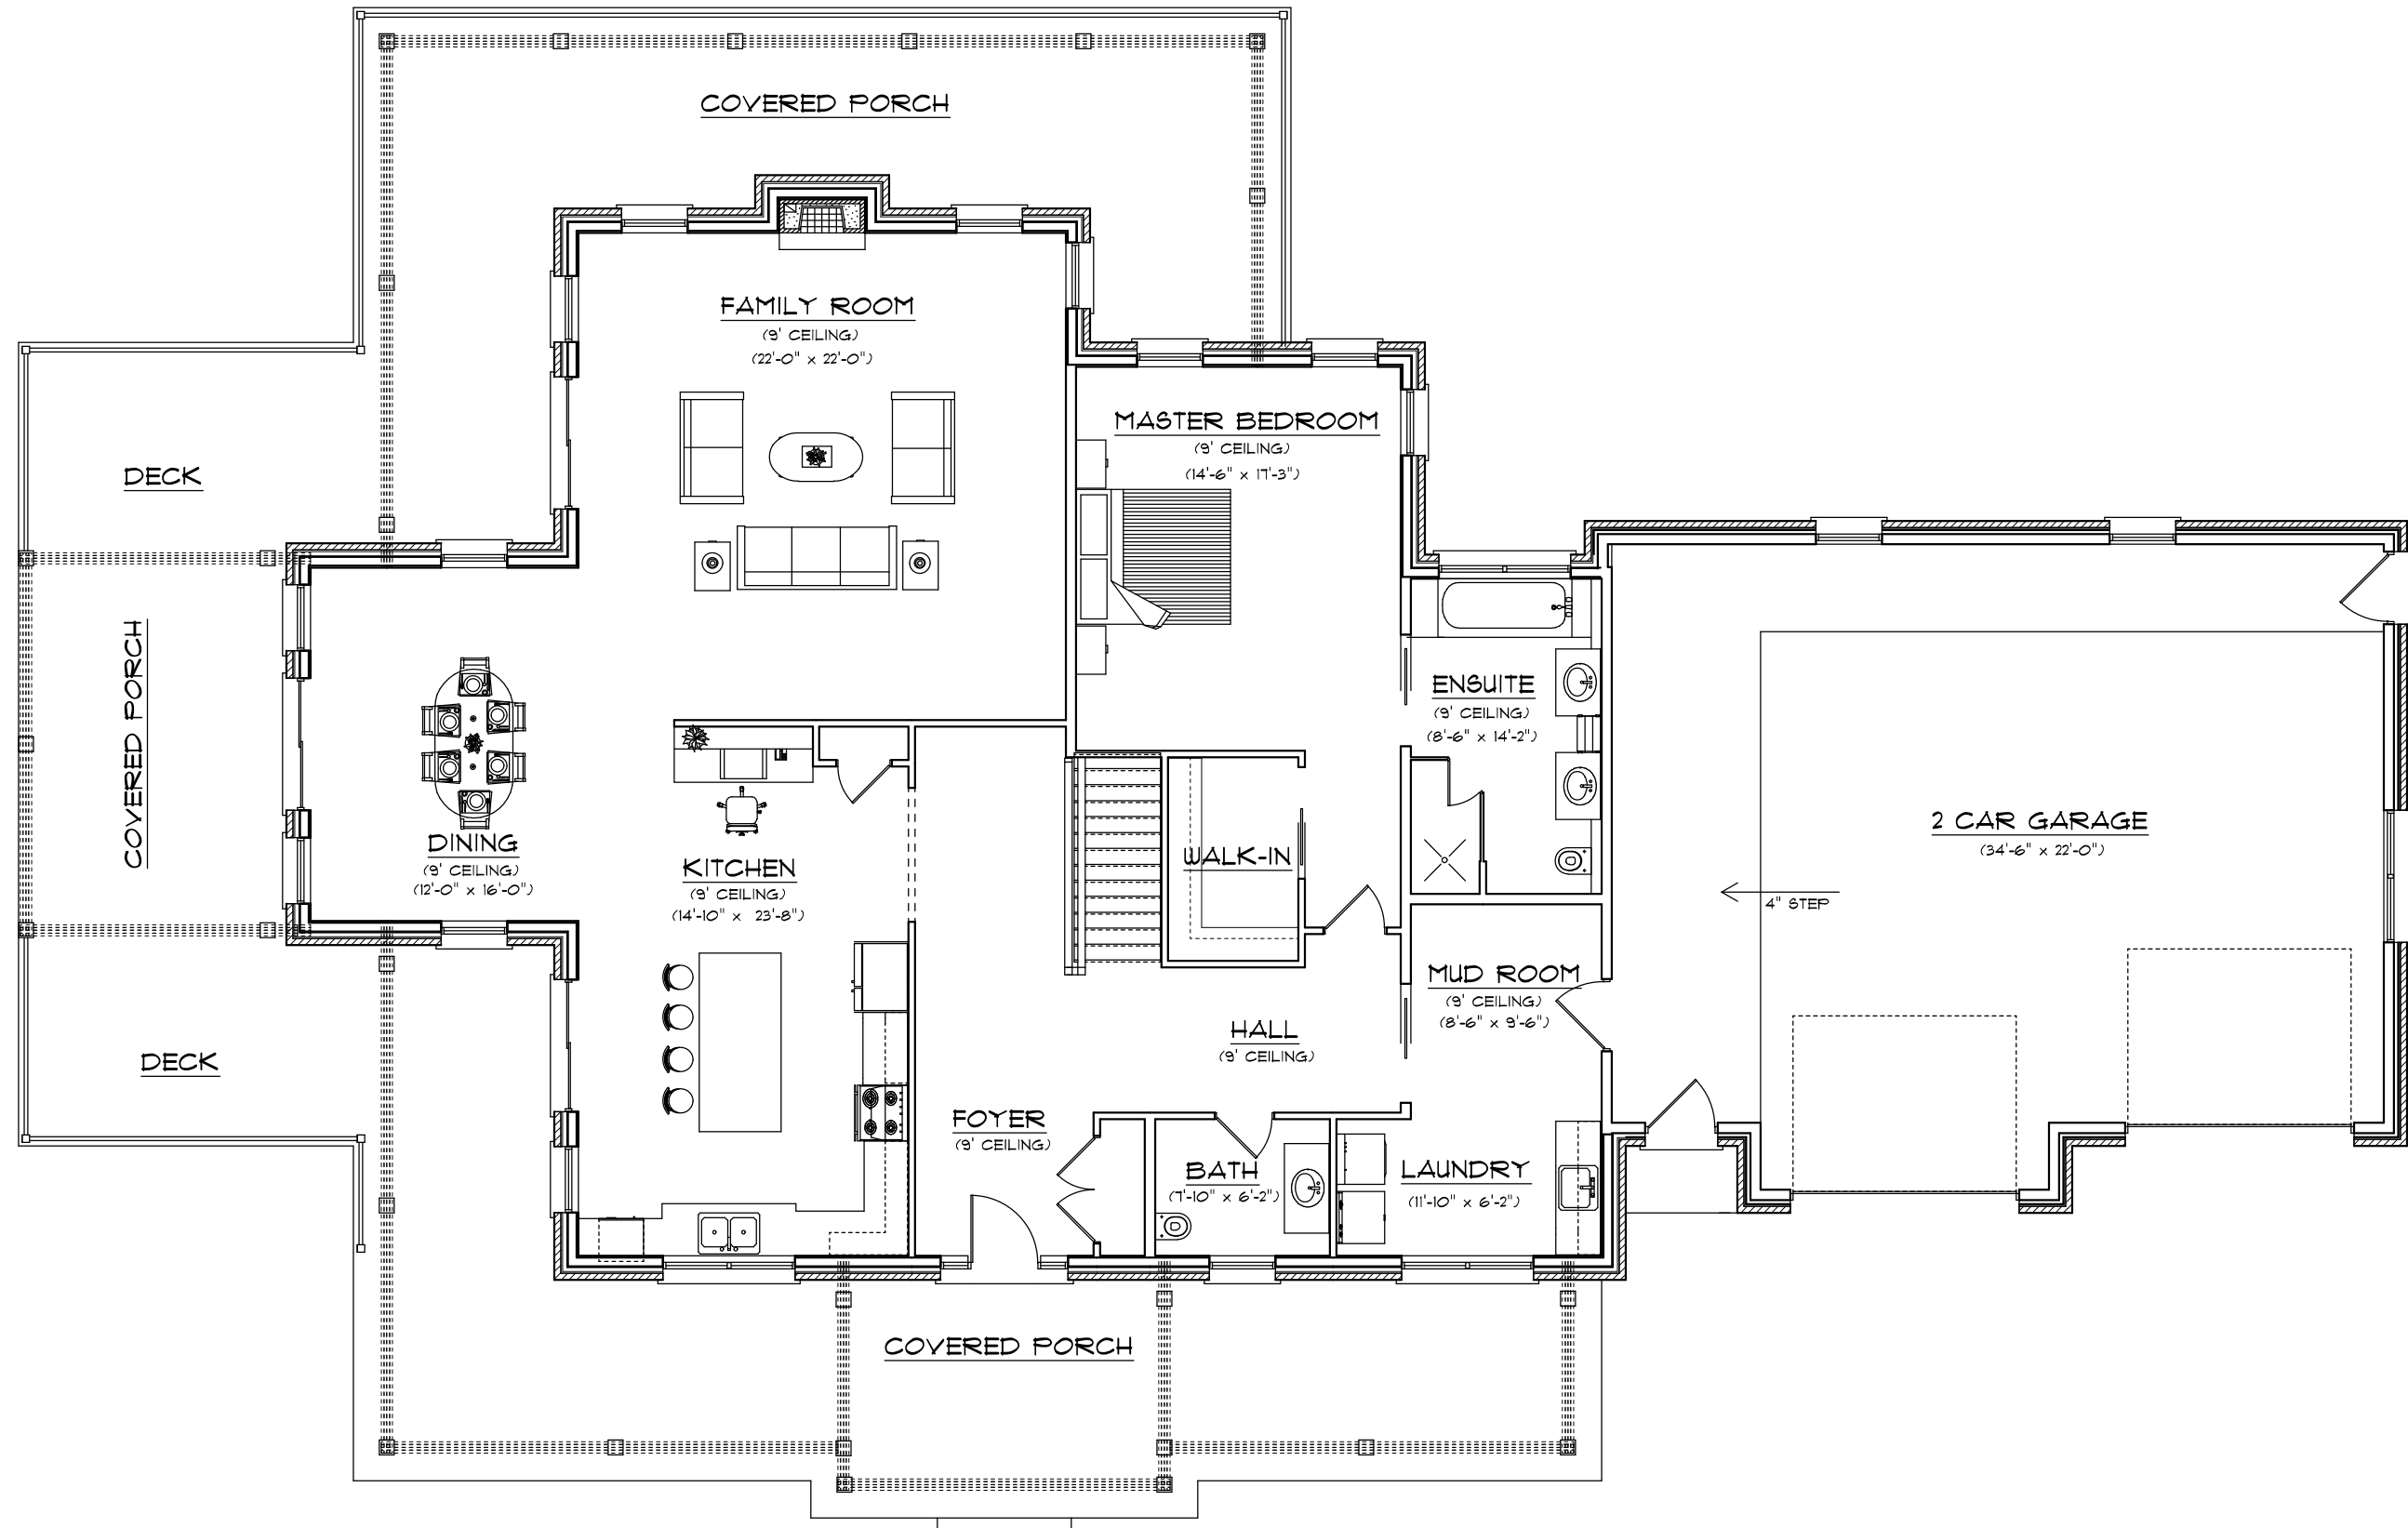 COVERED PORCH
FAMILY ROOM
(9' CEILING)
(22'-0" x 22'-0")
MASTER BEDROOM
(9' CEILING)
(14'-6" x 17'-3")
DECK
COVERED PORCH
ENSUITE
(9' CEILING)
(8'-6" x 14'-2")
DINING
(9' CEILING)
(12'-0" x 16'-0")
KITCHEN
(9' CEILING)
(14'-10" x 23'-8")
WALK-IN
2 CAR GARAGE
(34'-6" x 22'-0")
4" STEP
MUD ROOM
(9' CEILING)
(8'-6" x 9'-6")
HALL
(9' CEILING)
DECK
FOYER
(9' CEILING)
BATH
(7'-10" x 6'-2")
LAUNDRY
(11'-10" x 6'-2")
COVERED PORCH